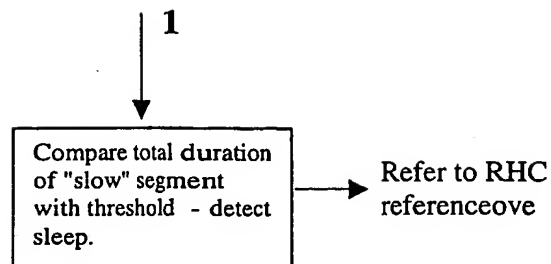 1
Compare total duration
of "slow" segment
with threshold - detect
sleep.
Refer to RHC
referenceove